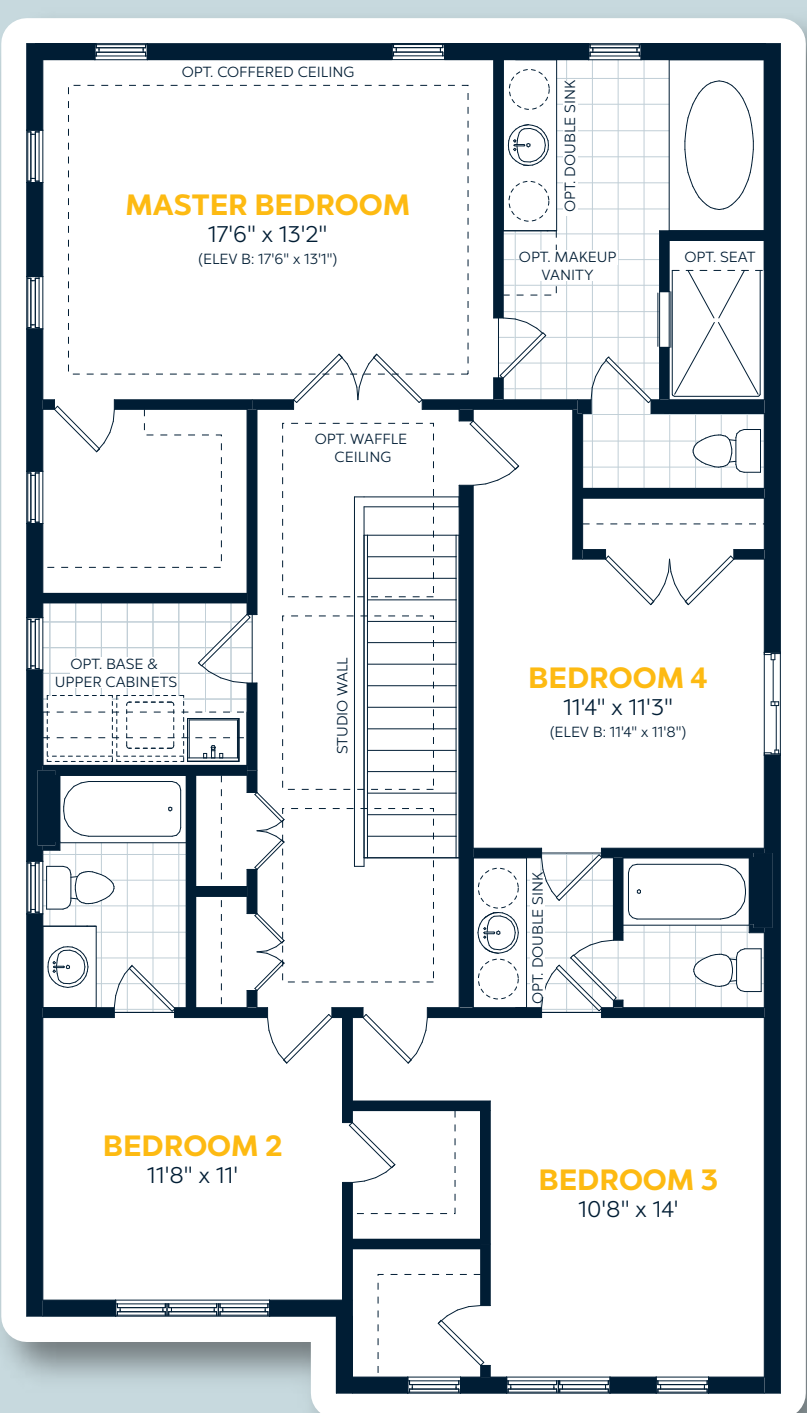 OPT. COFFERED CEILING
MASTER BEDROOM
17'6" x 13'2"
(ELEV B: 17'6" x 13'1")
OPT. DOUBLE SINK
OPT. MAKEUP
VANITY
OPT. SEAT
OPT. WAFFLE
CEILING
OPT. BASE &
UPPER CABINETS
STUDIO WALL
BEDROOM 4
11'4" x 11'3"
(ELEV B: 11'4" x 11'8")
OPT. DOUBLE SINK
BEDROOM 2
11'8" x 11'
BEDROOM 3
10'8" x 14'